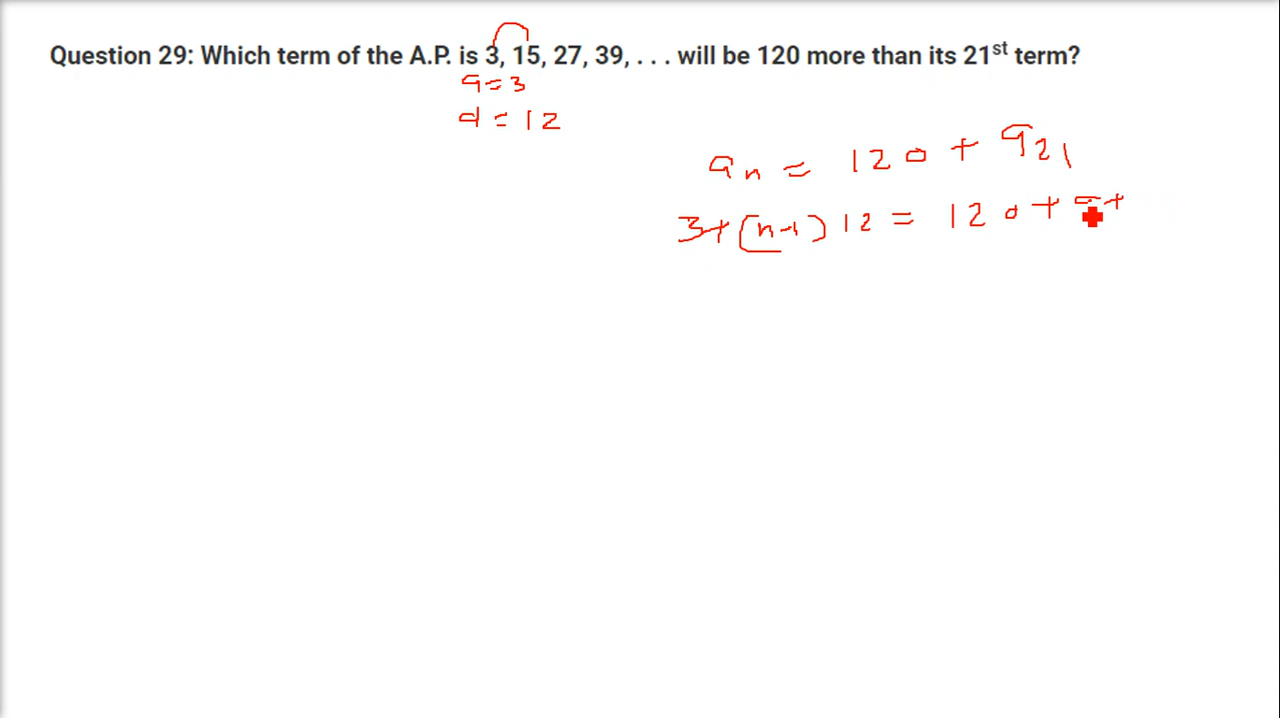 Question 29: Which term of the A.P. is 3, 15, 27, 39, . . . will be 120 more than its 21st term?
a = 3
d = 12
an = 120 + a21
3+(n-1)12 = 120 + a+